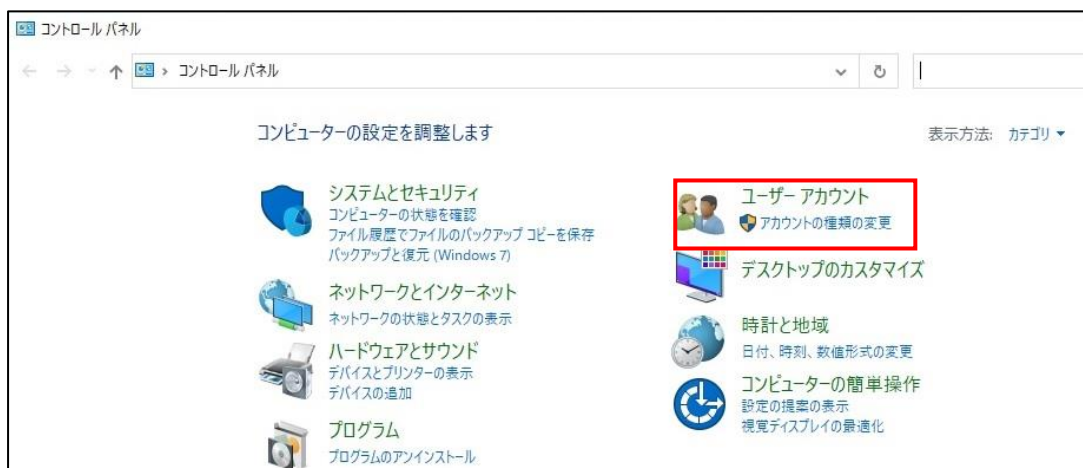 コントロール パネル
コントロール パネル
コンピューターの設定を調整します
表示方法: カテゴリ
システムとセキュリティ
コンピューターの状態を確認
ファイル履歴でファイルのバックアップ コピーを保存
バックアップと復元 (Windows 7)
ネットワークとインターネット
ネットワークの状態とタスクの表示
ハードウェアとサウンド
デバイスとプリンターの表示
デバイスの追加
プログラム
プログラムのアンインストール
ユーザー アカウント
アカウントの種類の変更
デスクトップのカスタマイズ
時計と地域
日付、時刻、数値形式の変更
コンピューターの簡単操作
設定の提案の表示
視覚ディスプレイの最適化